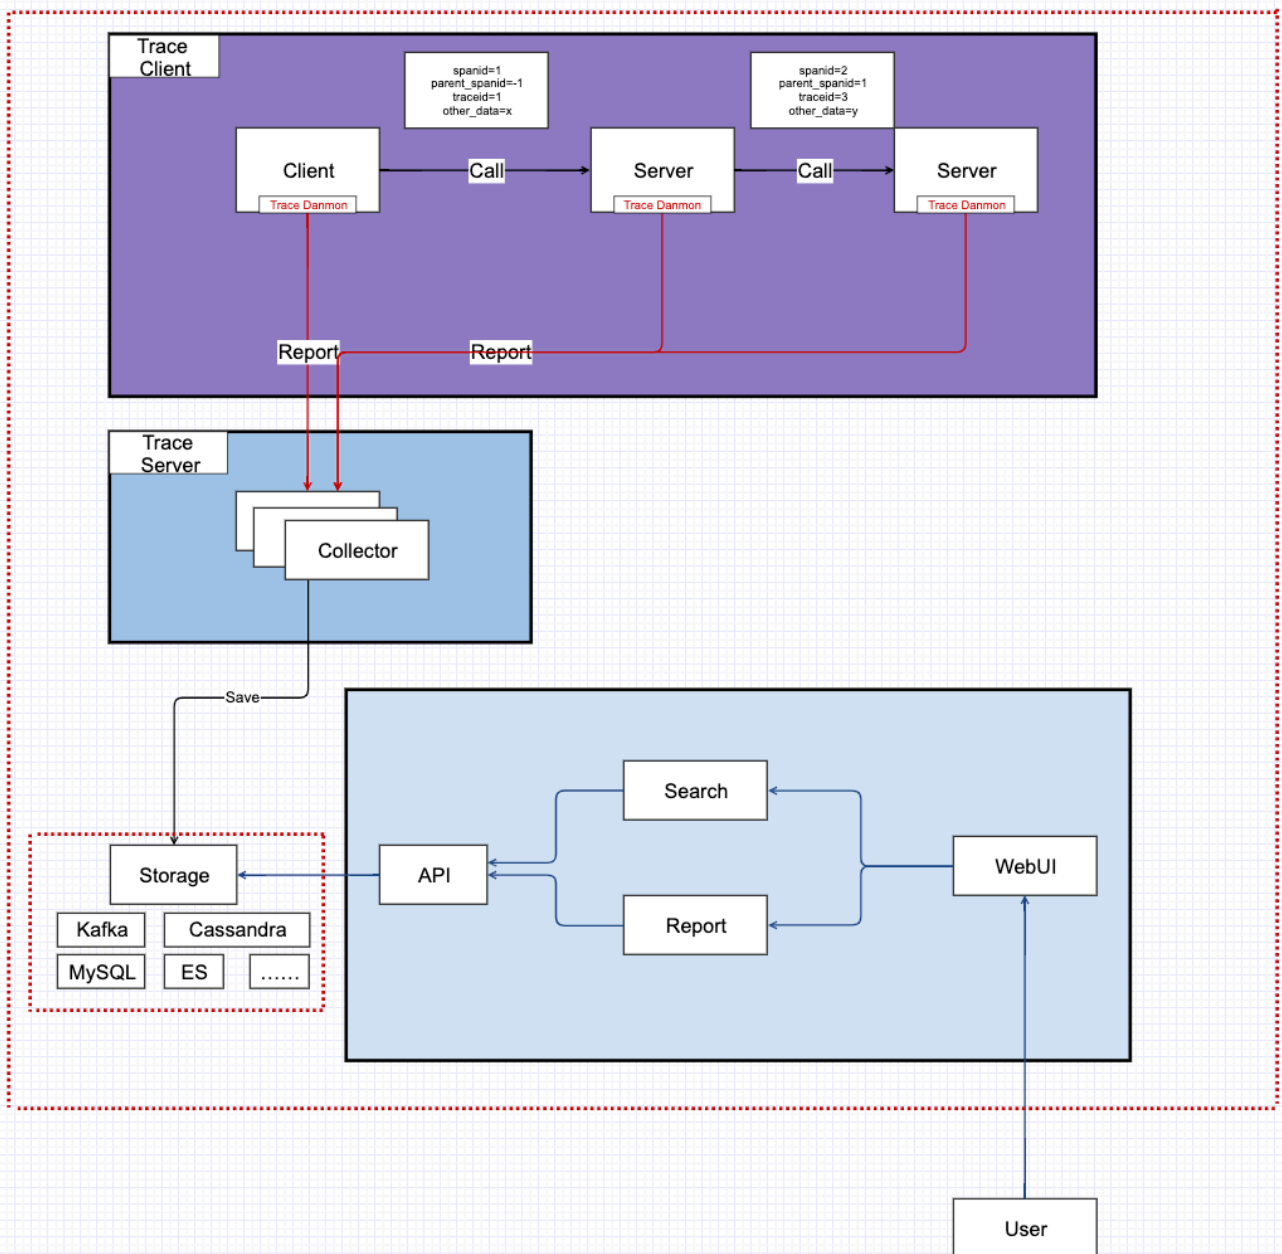 Trace
Client
spanid=1
parent_spanid=-1
traceid=1
other_data=x
spanid=2
parent_spanid=1
traceid=3
other_data=y
Client
Call
Server
Call
Server
Trace Danmon
Trace Danmon
Trace Danmon
Report
Report
Trace
Server
Collector
Save
Search
Storage
API
WebUI
Kafka
Cassandra
Report
MySQL
ES
......
User